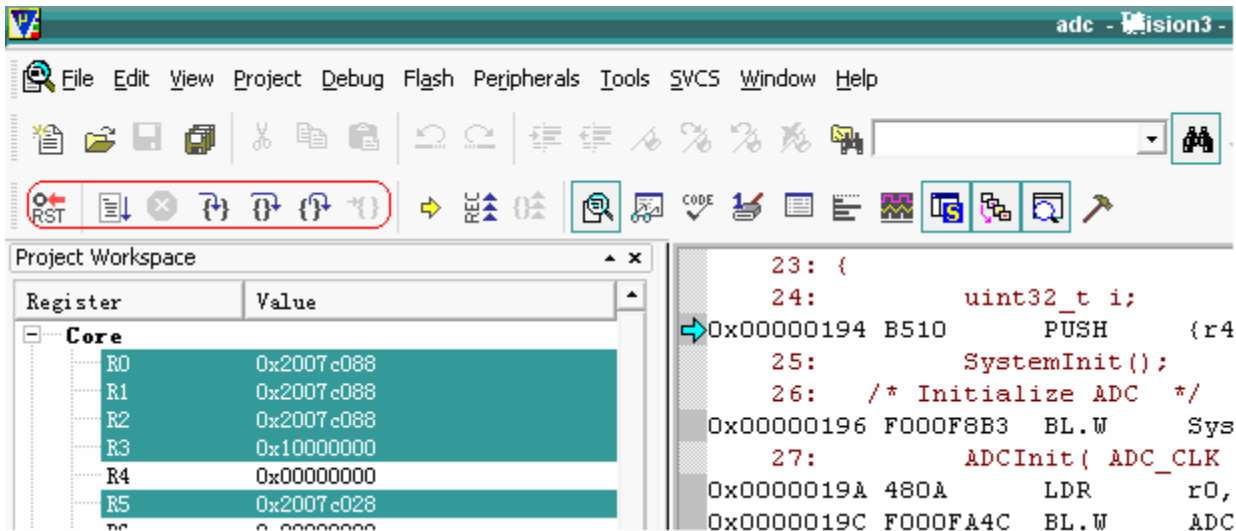 adc - ision3 -
File Edit View Project Debug Flash Peripherals Tools SVCS Window Help
RST REG CODE
Project Workspace
Register Value
Core
R0 0x2007c088
R1 0x2007c088
R2 0x2007c088
R3 0x10000000
R4 0x00000000
R5 0x2007c028
23: {
24: uint32_t i;
0x00000194 B510 PUSH {r4
25: SystemInit();
26: /* Initialize ADC */
0x00000196 F000F8B3 BL.W Sys
27: ADCInit( ADC_CLK
0x0000019A 480A LDR r0,
0x0000019C F000FA4C BL.W ADC